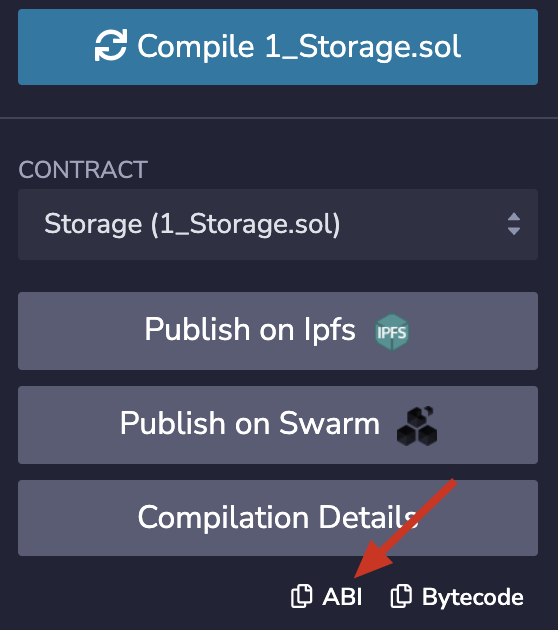 Compile 1_Storage.sol
CONTRACT
Storage (1_Storage.sol)
Publish on Ipfs IPFS
Publish on Swarm
Compilation Details
ABI Bytecode